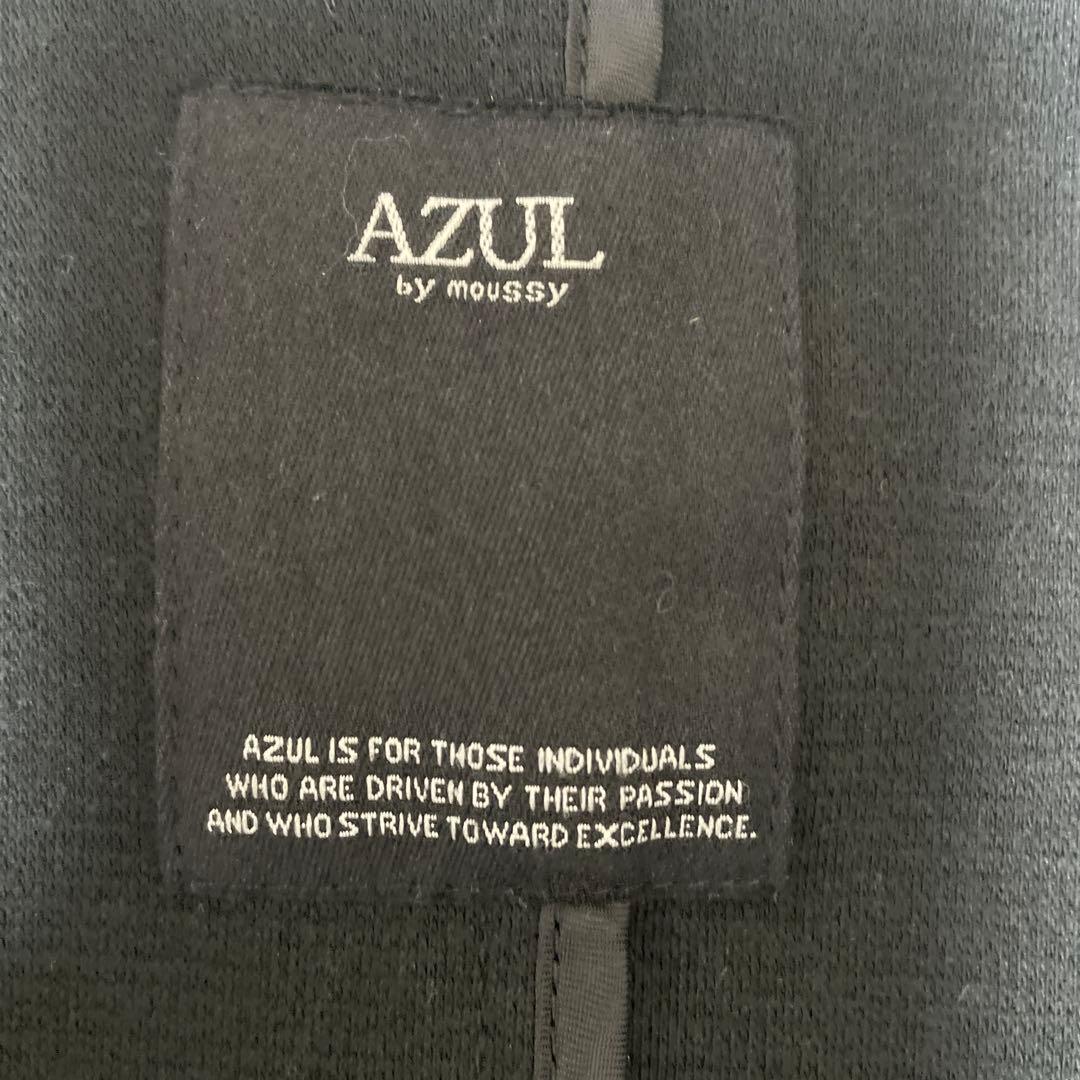 AZUL
by moussy
AZUL IS FOR THOSE INDIVIDUALS
WHO ARE DRIVEN BY THEIR PASSION
AND WHO STRIVE TOWARD EXCELLENCE.